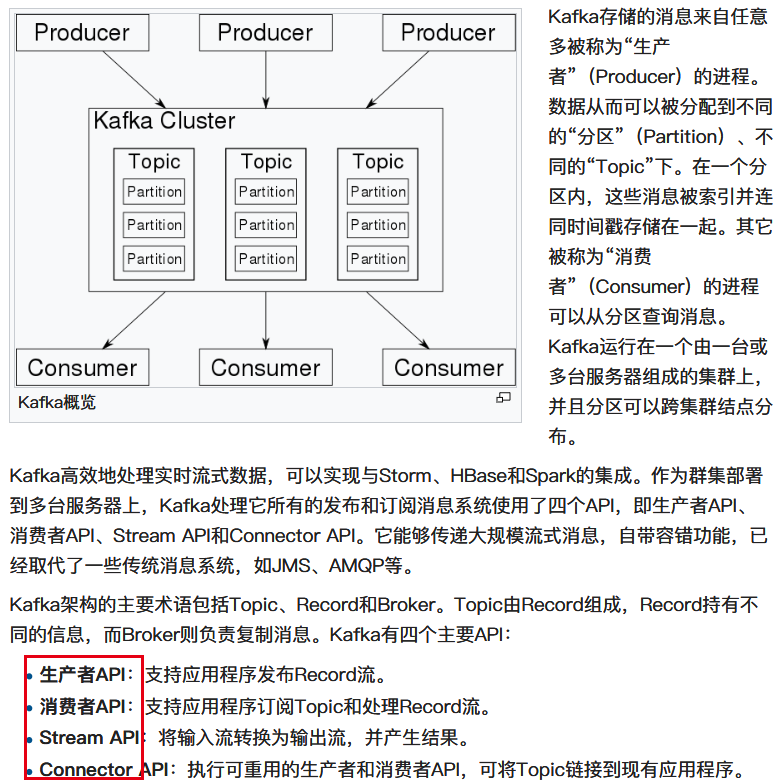 Producer Producer Producer
Kafka Cluster
Topic Topic Topic
Partition Partition Partition
Partition Partition Partition
Partition Partition Partition
Consumer Consumer Consumer
Kafka概览
Kafka存储的消息来自任意
多被称为“生产
者”（Producer）的进程。
数据从而可以被分配到不同
的“分区”（Partition）、不
同的“Topic”下。在一个分
区内，这些消息被索引并连
同时间戳存储在一起。其它
被称为“消费
者”（Consumer）的进程
可以从分区查询消息。
Kafka运行在一个由一台或
多台服务器组成的集群上，
并且分区可以跨集群结点分
布。
Kafka高效地处理实时流式数据，可以实现与Storm、HBase和Spark的集成。作为群集部署
到多台服务器上，Kafka处理它所有的发布和订阅消息系统使用了四个API，即生产者API、
消费者API、Stream API和Connector API。它能够传递大规模流式消息，自带容错功能，已
经取代了一些传统消息系统，如JMS、AMQP等。
Kafka架构的主要术语包括Topic、Record和Broker。Topic由Record组成，Record持有不
同的信息，而Broker则负责复制消息。Kafka有四个主要API：
• 生产者API：支持应用程序发布Record流。
• 消费者API：支持应用程序订阅Topic和处理Record流。
• Stream API：将输入流转换为输出流，并产生结果。
• Connector API：执行可重用的生产者和消费者API，可将Topic链接到现有应用程序。